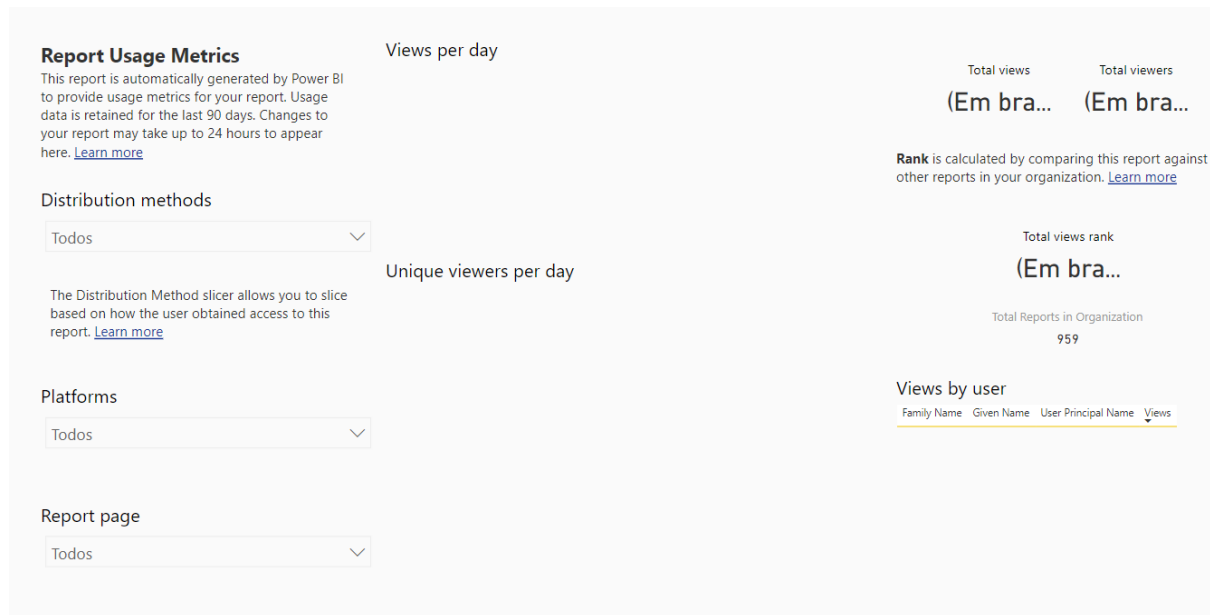 Report Usage Metrics
This report is automatically generated by Power BI
to provide usage metrics for your report. Usage
data is retained for the last 90 days. Changes to
your report may take up to 24 hours to appear
here. Learn more
Distribution methods
Todos
The Distribution Method slicer allows you to slice
based on how the user obtained access to this
report. Learn more
Platforms
Todos
Report page
Todos
Views per day
Unique viewers per day
Total views
(Em bra...
Total viewers
(Em bra...
Rank is calculated by comparing this report against
other reports in your organization. Learn more
Total views rank
(Em bra...
Total Reports in Organization
959
Views by user
Family Name Given Name User Principal Name Views